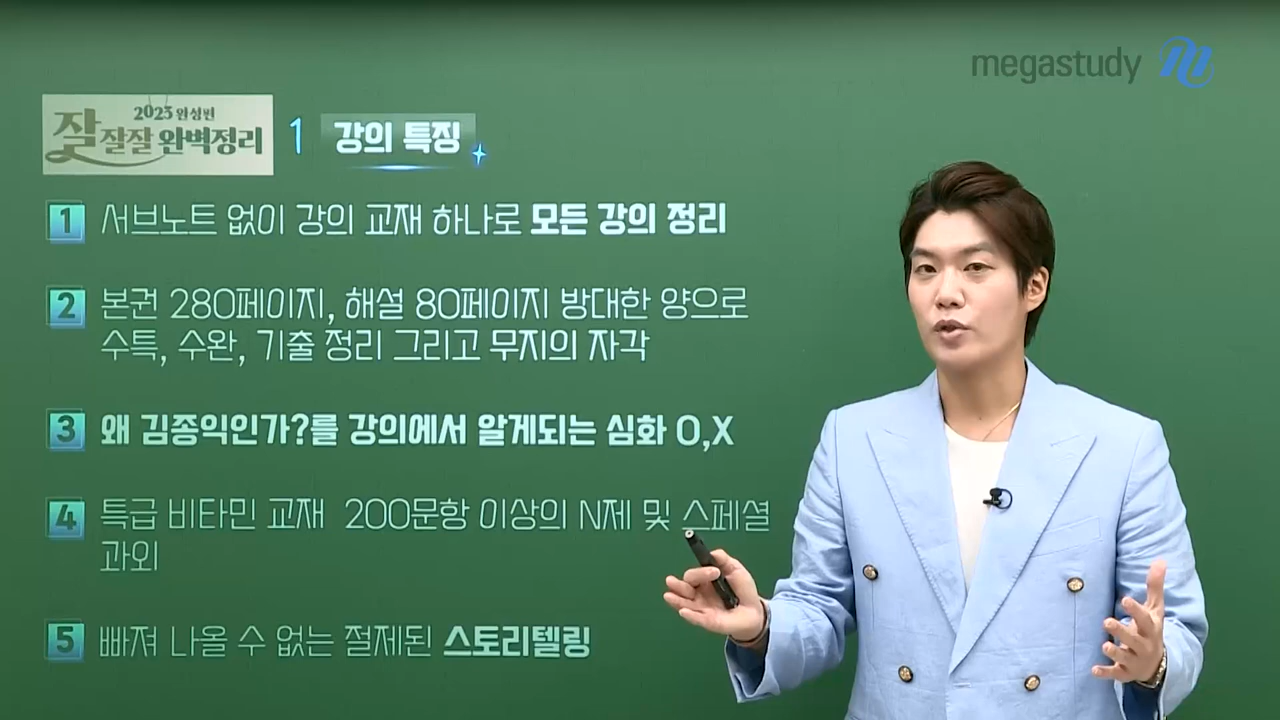 megastudy
2023 완성편
잘 잘잘 완벽정리
1 강의 특징
1 서브노트 없이 강의 교재 하나로 모든 강의 정리
2 본권 280페이지, 해설 80페이지 방대한 양으로
수특, 수완, 기출 정리 그리고 무지의 자각
3 왜 김종익인가?를 강의에서 알게되는 심화 O,X
4 특급 비타민 교재 200문항 이상의 N제 및 스페셜
과외
5 빠져 나올 수 없는 절제된 스토리텔링